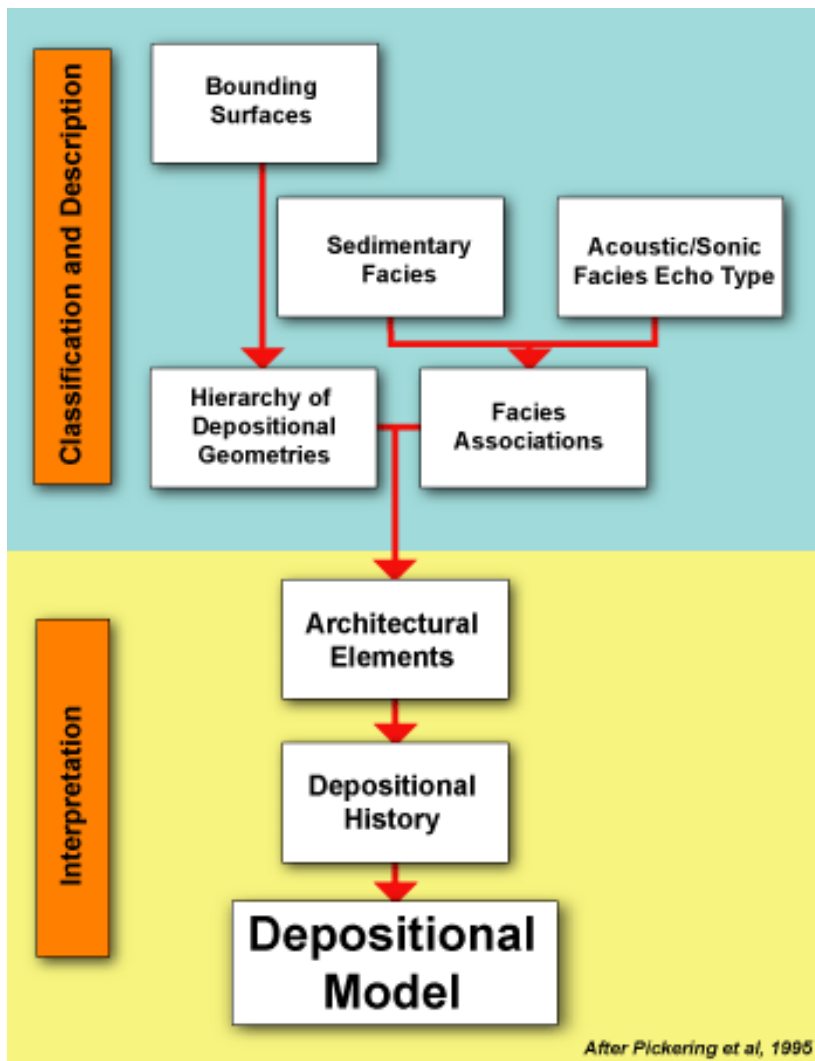 Classification and Description
Bounding
Surfaces
Sedimentary
Facies
Acoustic/Sonic
Facies Echo Type
Hierarchy of
Depositional
Geometries
Facies
Associations
Interpretation
Architectural
Elements
Depositional
History
Depositional
Model
After Pickering et al, 1995